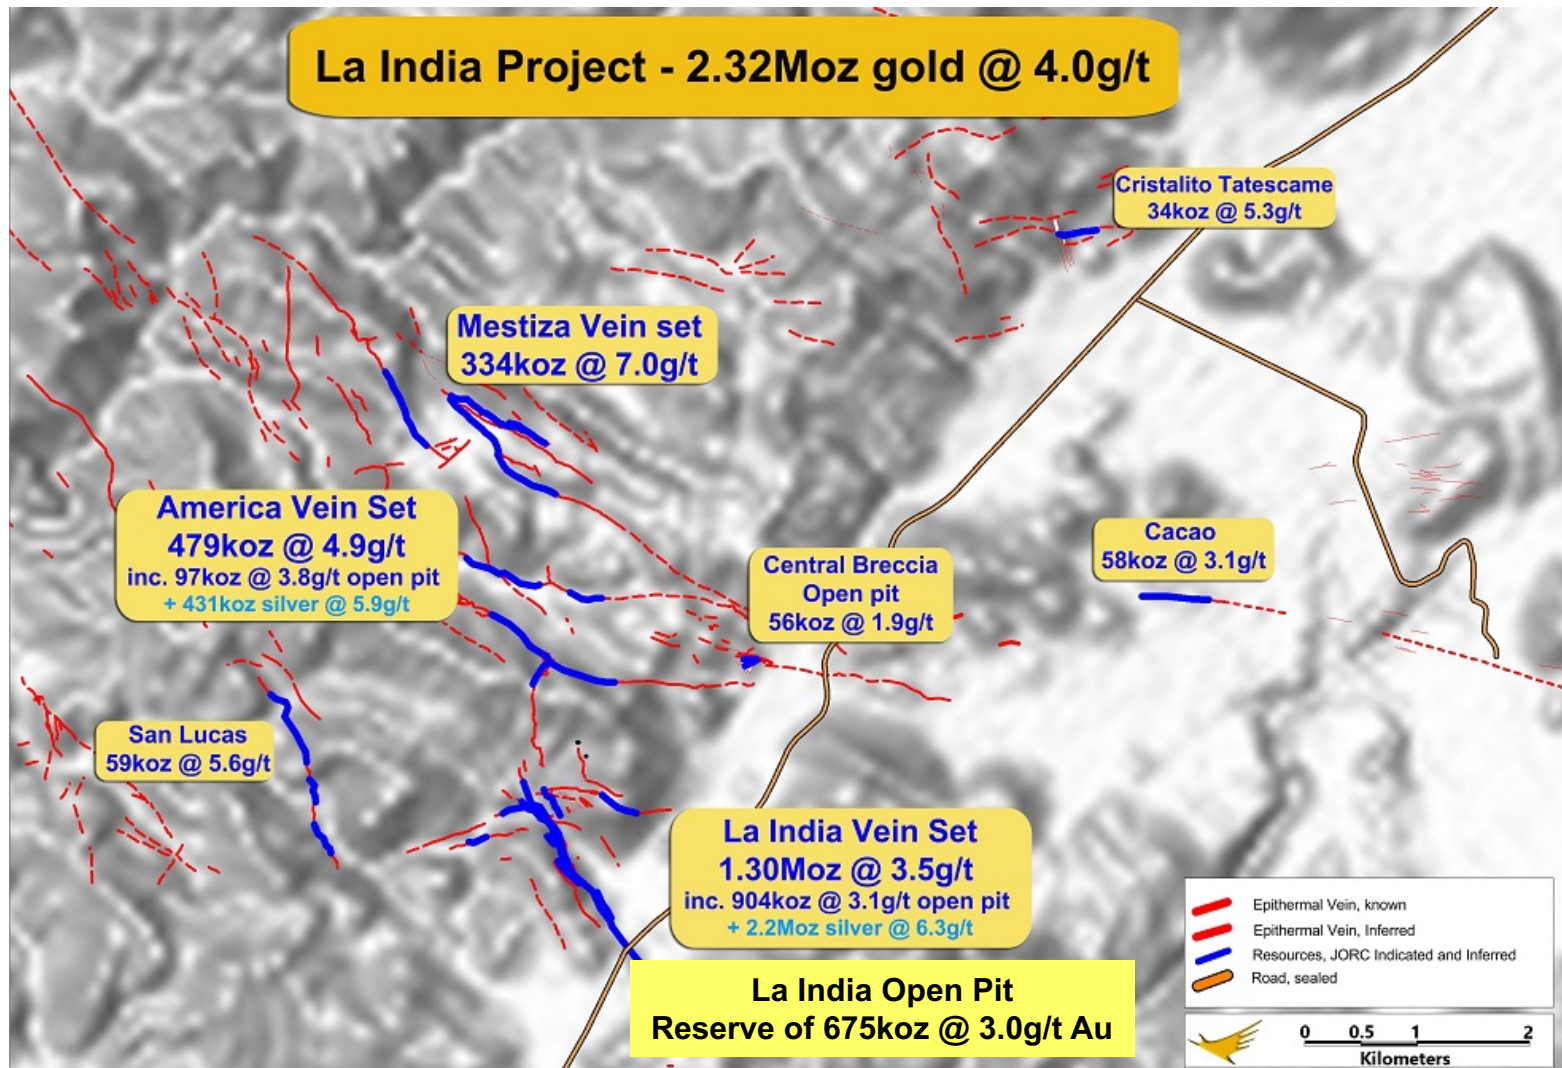 La India Project - 2.32Moz gold @ 4.0g/t
Cristalito Tatescame
34koz @ 5.3g/t
Mestiza Vein set
334koz @ 7.0g/t
America Vein Set
479koz @ 4.9g/t
inc. 97koz @ 3.8g/t open pit
+ 431koz silver @ 5.9g/t
Central Breccia
Open pit
56koz @ 1.9g/t
Cacao
58koz @ 3.1g/t
San Lucas
59koz @ 5.6g/t
La India Vein Set
1.30Moz @ 3.5g/t
inc. 904koz @ 3.1g/t open pit
+ 2.2Moz silver @ 6.3g/t
La India Open Pit
Reserve of 675koz @ 3.0g/t Au
Epithermal Vein, known
Epithermal Vein, Inferred
Resources, JORC Indicated and Inferred
Road, sealed
0 0.5 1 2
Kilometers